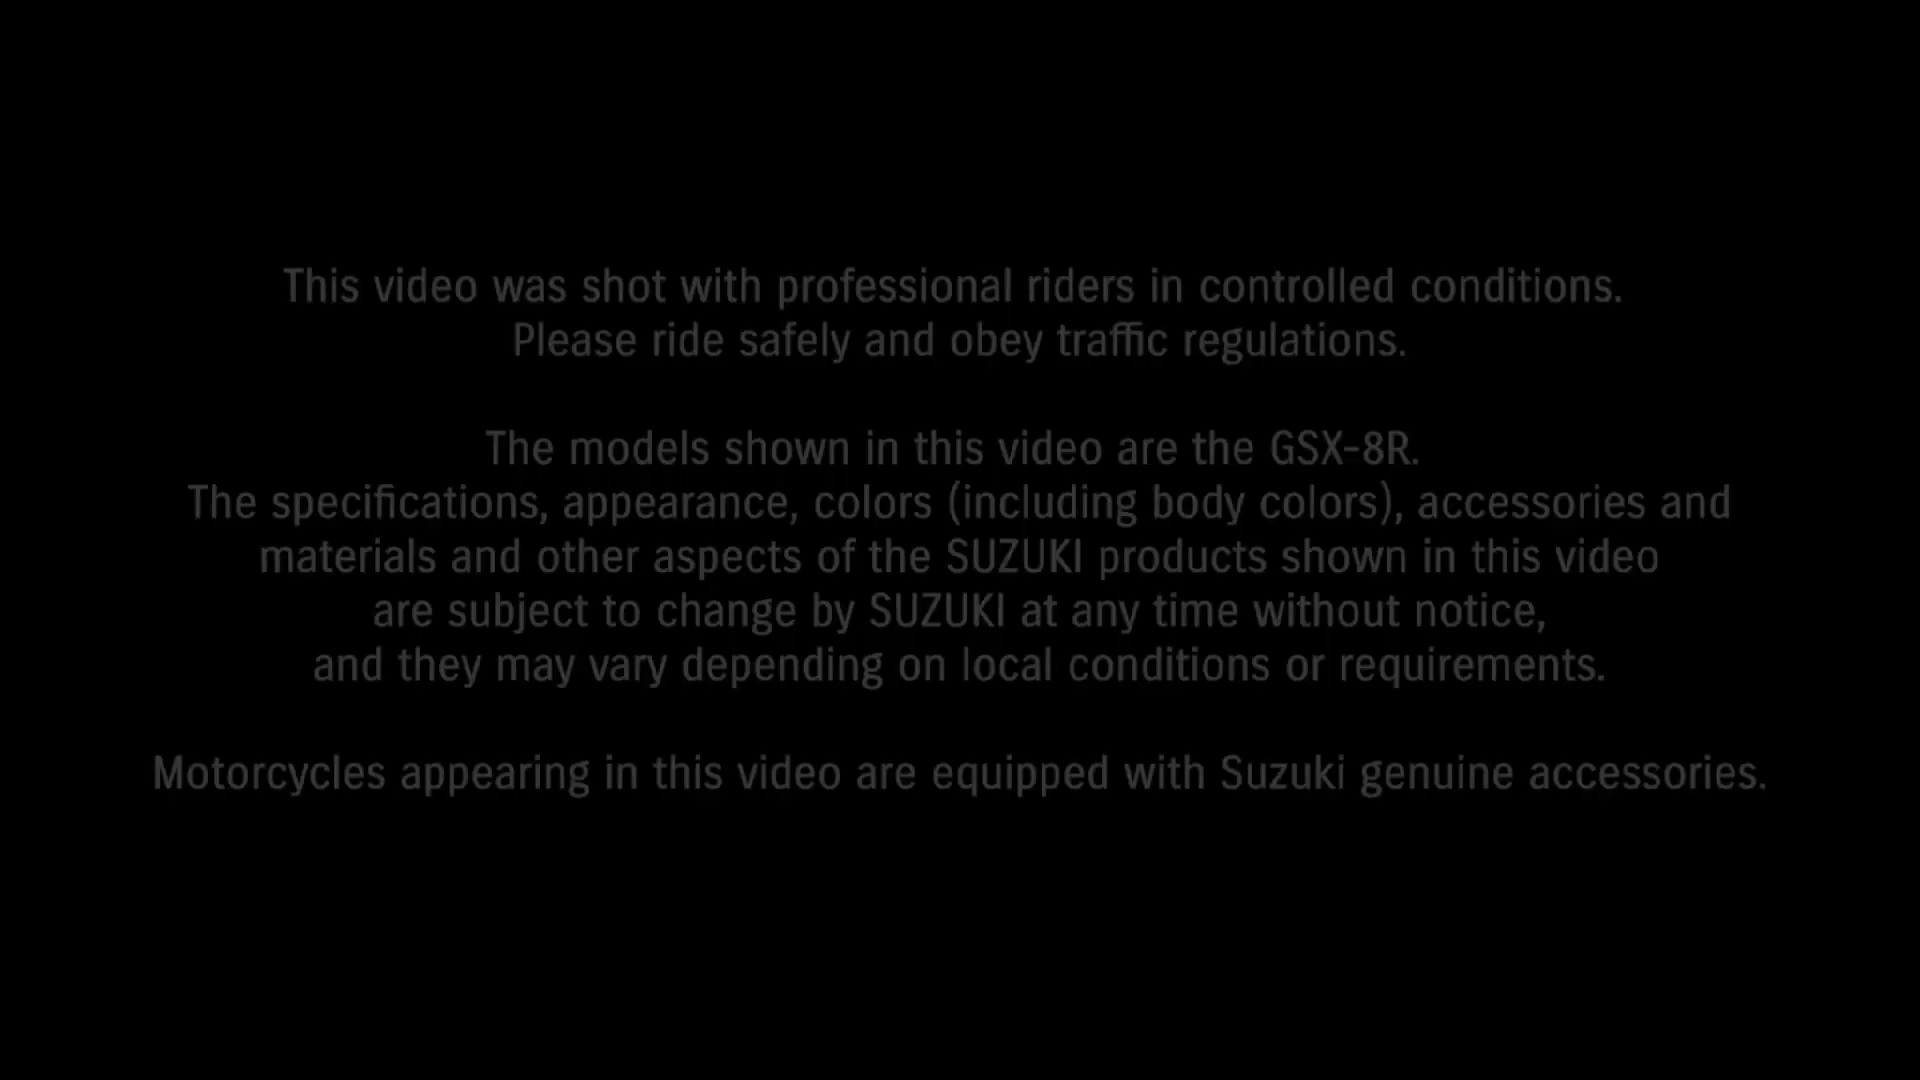 This video was shot with professional riders in controlled conditions.
Please ride safely and obey traffic regulations.
The models shown in this video are the GSX-8R.
The specifications, appearance, colors (including body colors), accessories and
materials and other aspects of the SUZUKI products shown in this video
are subject to change by SUZUKI at any time without notice,
and they may vary depending on local conditions or requirements.
Motorcycles appearing in this video are equipped with Suzuki genuine accessories.